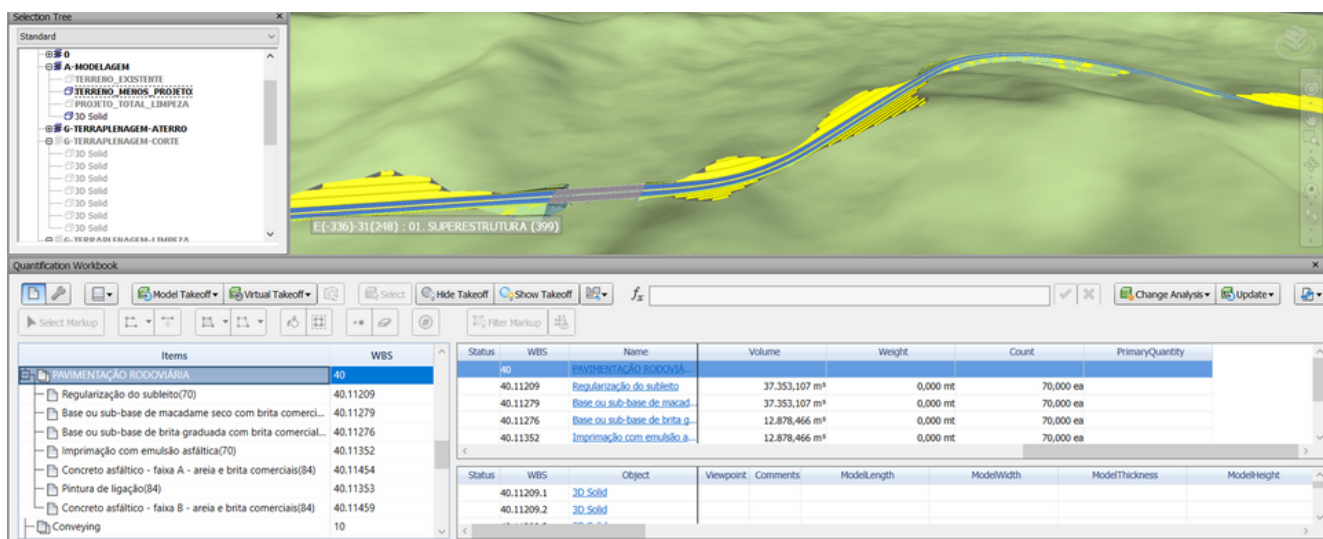 Selection Tree
Standard
0
A-MODELAGEM
TERRENO_EXISTENTE
TERRENO_MENOS_PROJETO
PROJETO_TOTAL_LIMPEZA
3D Solid
G-TERRAPLENAGEM-ATERRO
G-TERRAPLENAGEM-CORTE
3D Solid
3D Solid
3D Solid
3D Solid
3D Solid
3D Solid
3D Solid
G-TERRAPLENAGEM-LIMPEZA
E(-336)-31(248) : 01. SUPERESTRUTURA (399)
Quantification Workbook
Model Takeoff Virtual Takeoff Select Hide Takeoff Show Takeoff fx Change Analysis Update
Select Markup Filter Markup
Items WBS
PAVIMENTAÇÃO RODOVIÁRIA 40
Regularização do subleito(70) 40.11209
Base ou sub-base de macadame seco com brita comerci... 40.11279
Base ou sub-base de brita graduada com brita comercial... 40.11276
Imprimação com emulsão asfáltica(70) 40.11352
Concreto asfáltico - faixa A - areia e brita comerciais(84) 40.11454
Pintura de ligação(84) 40.11353
Concreto asfáltico - faixa B - areia e brita comerciais(84) 40.11459
Conveying 10
Status WBS Name Volume Weight Count PrimaryQuantity
40 PAVIMENTAÇÃO RODOVIÁ...
40.11209 Regularização do subleito 37.353,107 m³ 0,000 mt 70,000 ea
40.11279 Base ou sub-base de macad... 37.353,107 m³ 0,000 mt 70,000 ea
40.11276 Base ou sub-base de brita g... 12.878,466 m³ 0,000 mt 70,000 ea
40.11352 Imprimação com emulsão a... 12.878,466 m³ 0,000 mt 70,000 ea
Status WBS Object Viewpoint Comments ModelLength ModelWidth ModelThickness ModelHeight
40.11209.1 3D Solid
40.11209.2 3D Solid